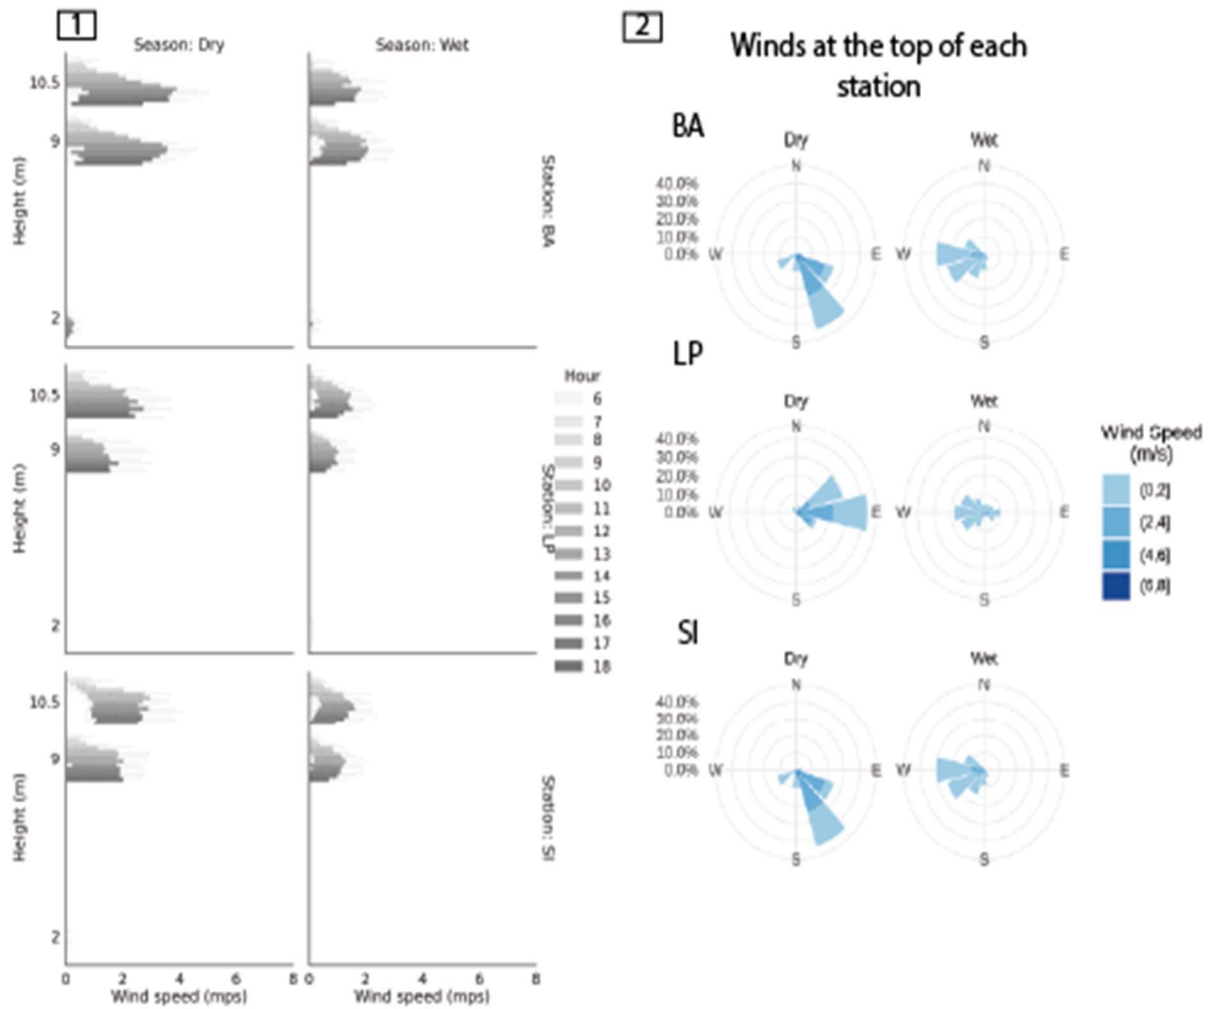 1
Season: Dry
Season: Wet
10.5
9
2
Height (m)
Station: BA
10.5
9
2
Height (m)
Station: LP
10.5
9
2
Height (m)
Station: SI
0 2 4 6 8
0 2 4 6 8
Wind speed (mps)
Wind speed (mps)
Hour
6
7
8
9
10
11
12
13
14
15
16
17
18
2
Winds at the top of each
station
BA
Dry
Wet
N
N
40.0%
30.0%
20.0%
10.0%
0.0%
W
E
W
E
S
S
LP
Dry
Wet
N
N
40.0%
30.0%
20.0%
10.0%
0.0%
W
E
W
E
S
S
SI
Dry
Wet
N
N
40.0%
30.0%
20.0%
10.0%
0.0%
W
E
W
E
S
S
Wind Speed
(m/s)
(0,2]
(2,4]
(4,6]
(6,8]